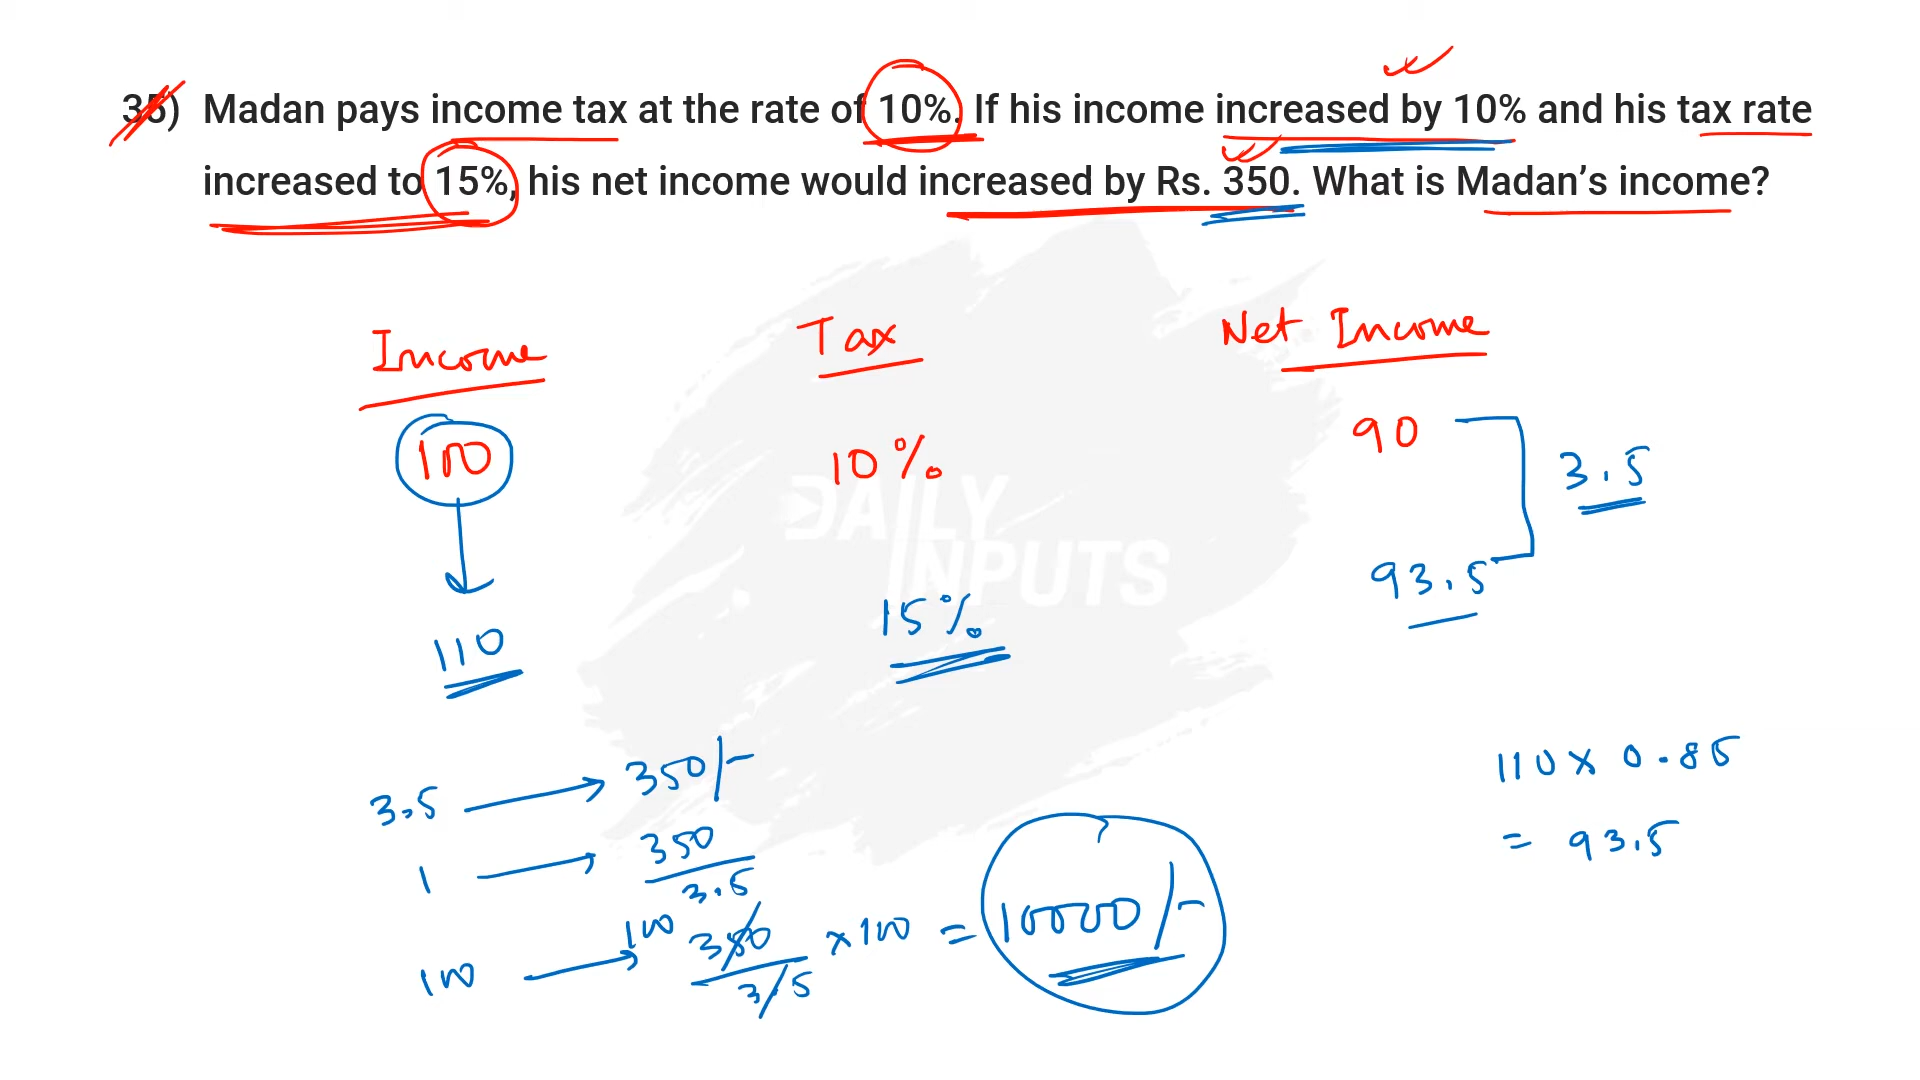 35) Madan pays income tax at the rate of 10%. If his income increased by 10% and his tax rate
increased to 15%, his net income would increased by Rs. 350. What is Madan’s income?
Income Tax Net Income
100 10% 90
3.5
110 15% 93.5
DAILY
INPUTS
3.5 → 350/-
1 → 350/3.5
100 → 350/3.5 × 100 = 10000/-
100
110 × 0.85
= 93.5